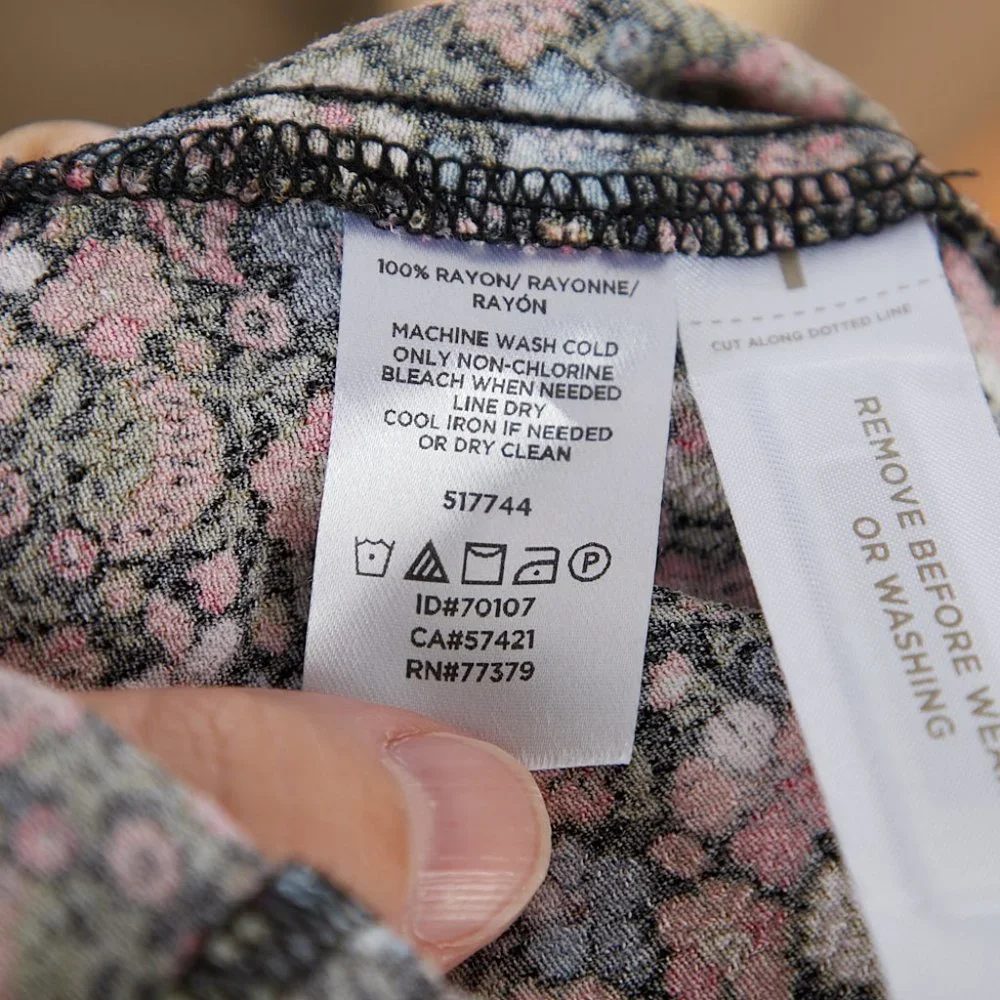 100% RAYON/ RAYONNE/
RAYÓN
MACHINE WASH COLD
ONLY NON-CHLORINE
BLEACH WHEN NEEDED
LINE DRY
COOL IRON IF NEEDED
OR DRY CLEAN
517744
P
ID#70107
CA#57421
RN#77379
CUT ALONG DOTTED LINE
REMOVE BEFORE WEA
OR WASHING